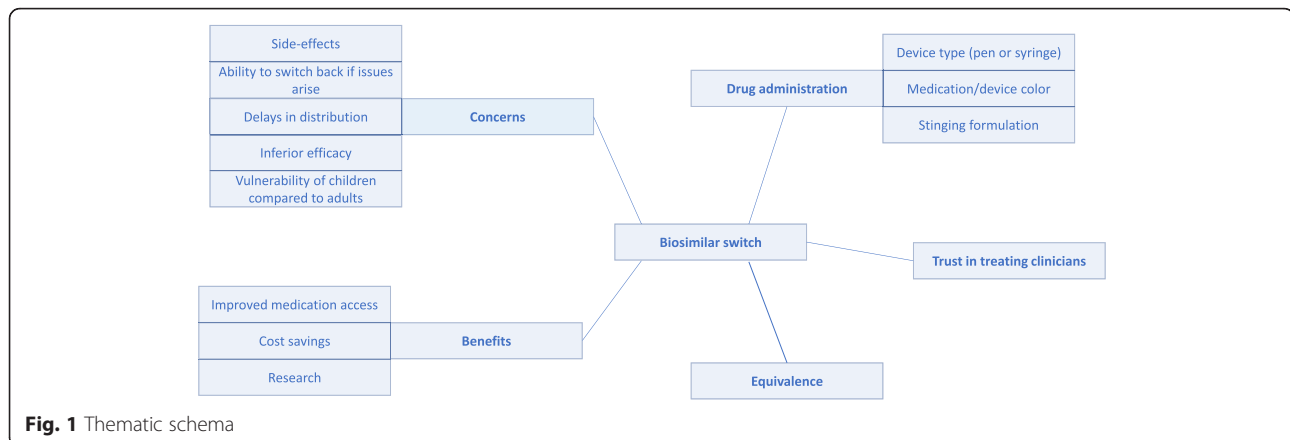 Side-effects
Ability to switch back if issues
arise
Delays in distribution
Inferior efficacy
Vulnerability of children
compared to adults
Concerns
Drug administration
Device type (pen or syringe)
Medication/device color
Stinging formulation
Biosimilar switch
Trust in treating clinicians
Improved medication access
Cost savings
Research
Benefits
Equivalence
Fig. 1 Thematic schema